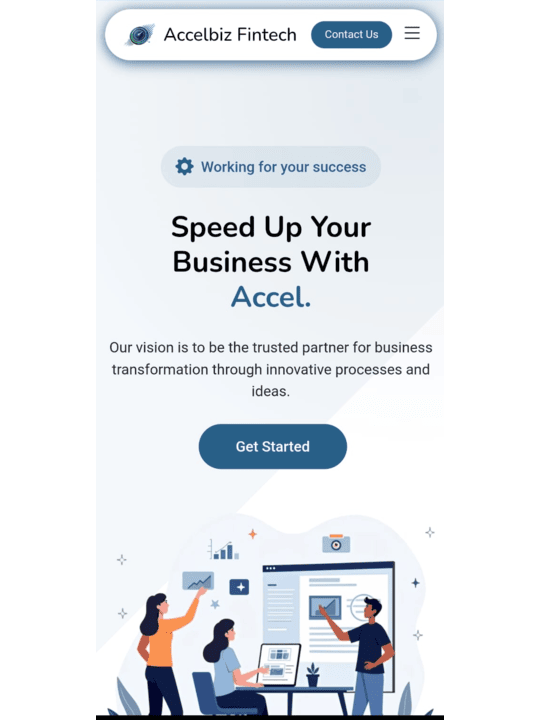 Accelbiz Fintech
Contact Us
Working for your success
Speed Up Your
Business With
Accel.
Our vision is to be the trusted partner for business
transformation through innovative processes and
ideas.
Get Started